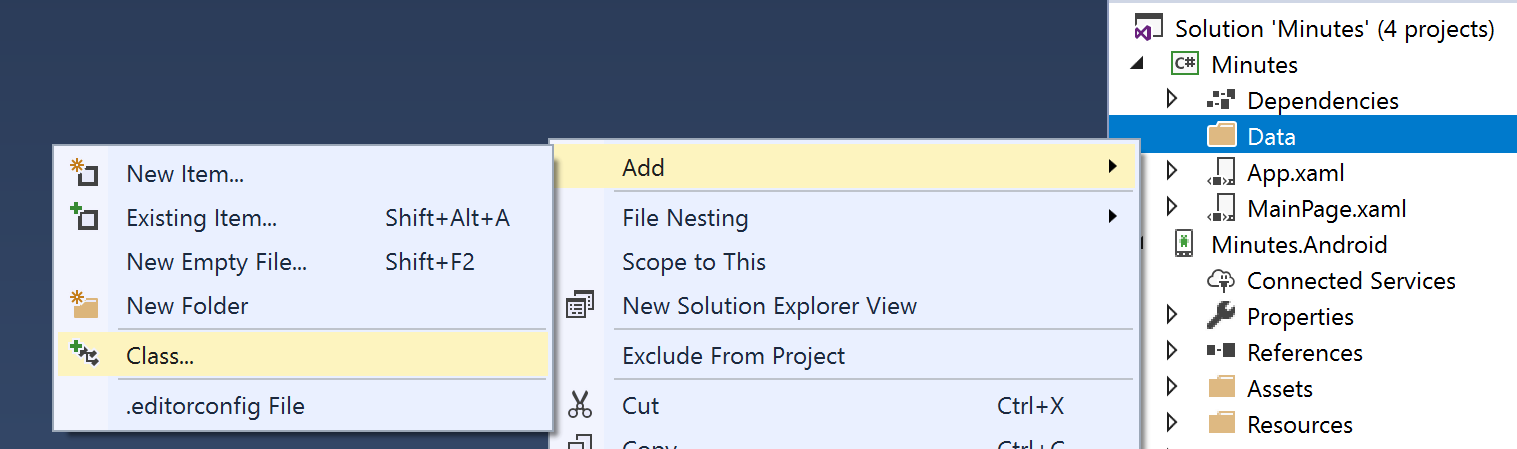 New Item...
Existing Item... Shift+Alt+A
New Empty File... Shift+F2
New Folder
Class...
.editorconfig File
Add
File Nesting
Scope to This
New Solution Explorer View
Exclude From Project
Cut Ctrl+X
Copy Ctrl+C
Solution 'Minutes' (4 projects)
C# Minutes
Dependencies
Data
App.xaml
MainPage.xaml
Minutes.Android
Connected Services
Properties
References
Assets
Resources